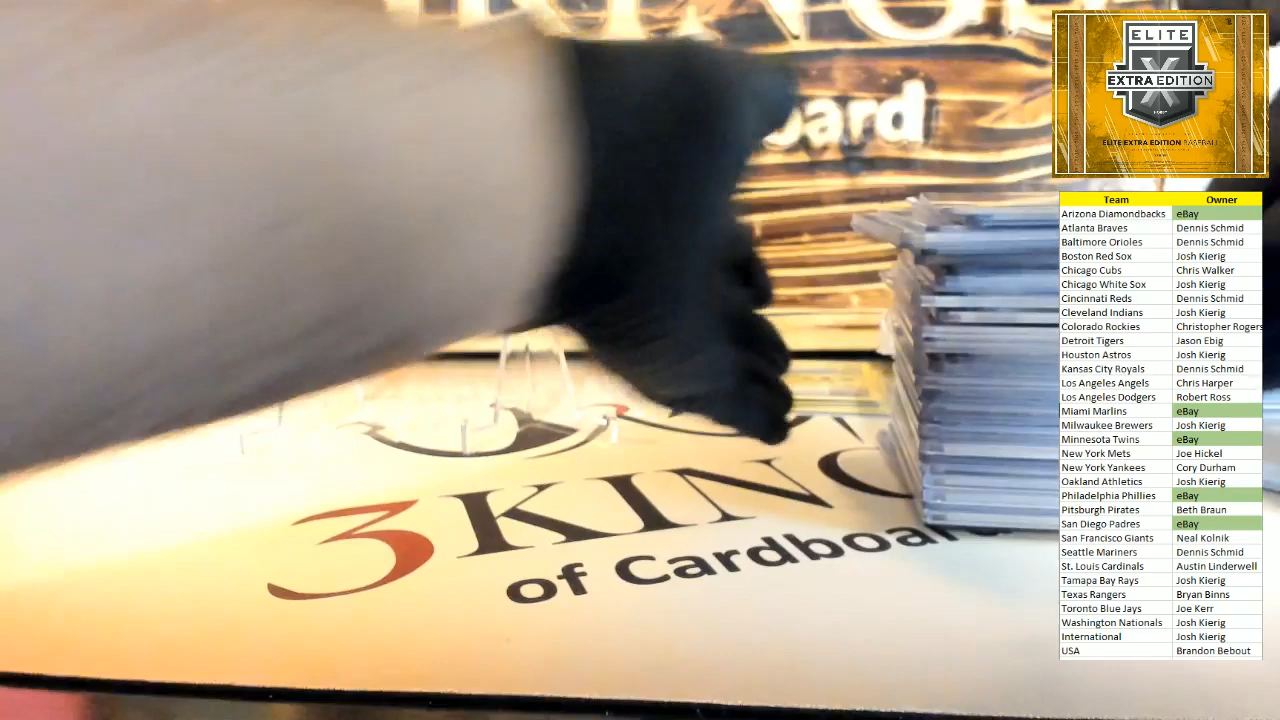 ELITE
EXTRA EDITION
ELITE EXTRA EDITION BASEBALL
ard
3KING
of Cardboar
Team Owner
Arizona Diamondbacks eBay
Atlanta Braves Dennis Schmid
Baltimore Orioles Dennis Schmid
Boston Red Sox Josh Kierig
Chicago Cubs Chris Walker
Chicago White Sox Josh Kierig
Cincinnati Reds Dennis Schmid
Cleveland Indians Josh Kierig
Colorado Rockies Christopher Rogers
Detroit Tigers Jason Ebig
Houston Astros Josh Kierig
Kansas City Royals Dennis Schmid
Los Angeles Angels Chris Harper
Los Angeles Dodgers Robert Ross
Miami Marlins eBay
Milwaukee Brewers Josh Kierig
Minnesota Twins eBay
New York Mets Joe Hickel
New York Yankees Cory Durham
Oakland Athletics Josh Kierig
Philadelphia Phillies eBay
Pittsburgh Pirates Beth Braun
San Diego Padres eBay
San Francisco Giants Neal Kolnik
Seattle Mariners Dennis Schmid
St. Louis Cardinals Austin Linderwell
Tamapa Bay Rays Josh Kierig
Texas Rangers Bryan Binns
Toronto Blue Jays Joe Kerr
Washington Nationals Josh Kierig
International Josh Kierig
USA Brandon Bebout